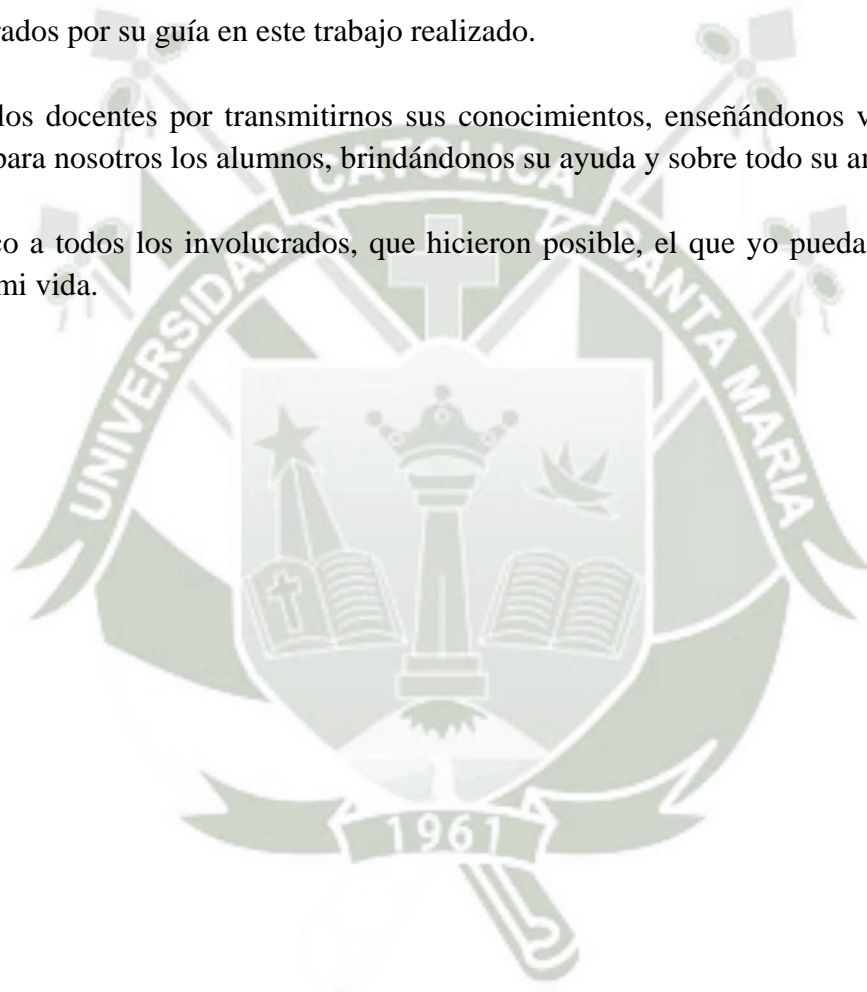 rados por su guía en este trabajo realizado.
los docentes por transmitirnos sus conocimientos, enseñándonos v
para nosotros los alumnos, brindándonos su ayuda y sobre todo su
o a todos los involucrados, que hicieron posible, el que yo pueda
mi vida.
UNIVERSIDAD CATOLICA SANTA MARIA
1961